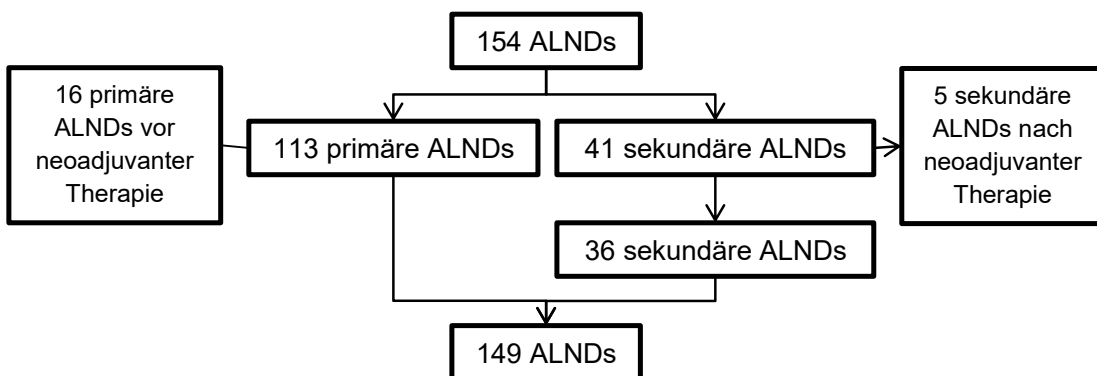 154 ALNDs
16 primäre
ALNDs vor
neoadjuvanter
Therapie
113 primäre ALNDs
41 sekundäre ALNDs
5 sekundäre
ALNDs nach
neoadjuvanter
Therapie
36 sekundäre ALNDs
149 ALNDs